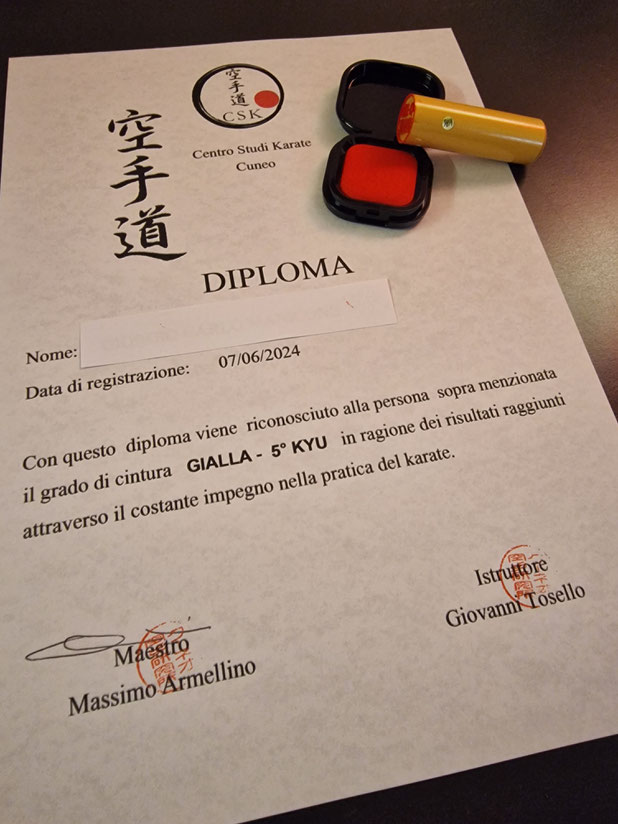 空手道
CSK
Centro Studi Karate
Cuneo
空手道
DIPLOMA
Nome:
Data di registrazione: 07/06/2024
Con questo diploma viene riconosciuto alla persona sopra menzionata
il grado di cintura GIALLA - 5° KYU in ragione dei risultati raggiunti
attraverso il costante impegno nella pratica del karate.
Istruttore
Giovanni Tosello
Maestro
Massimo Armellino